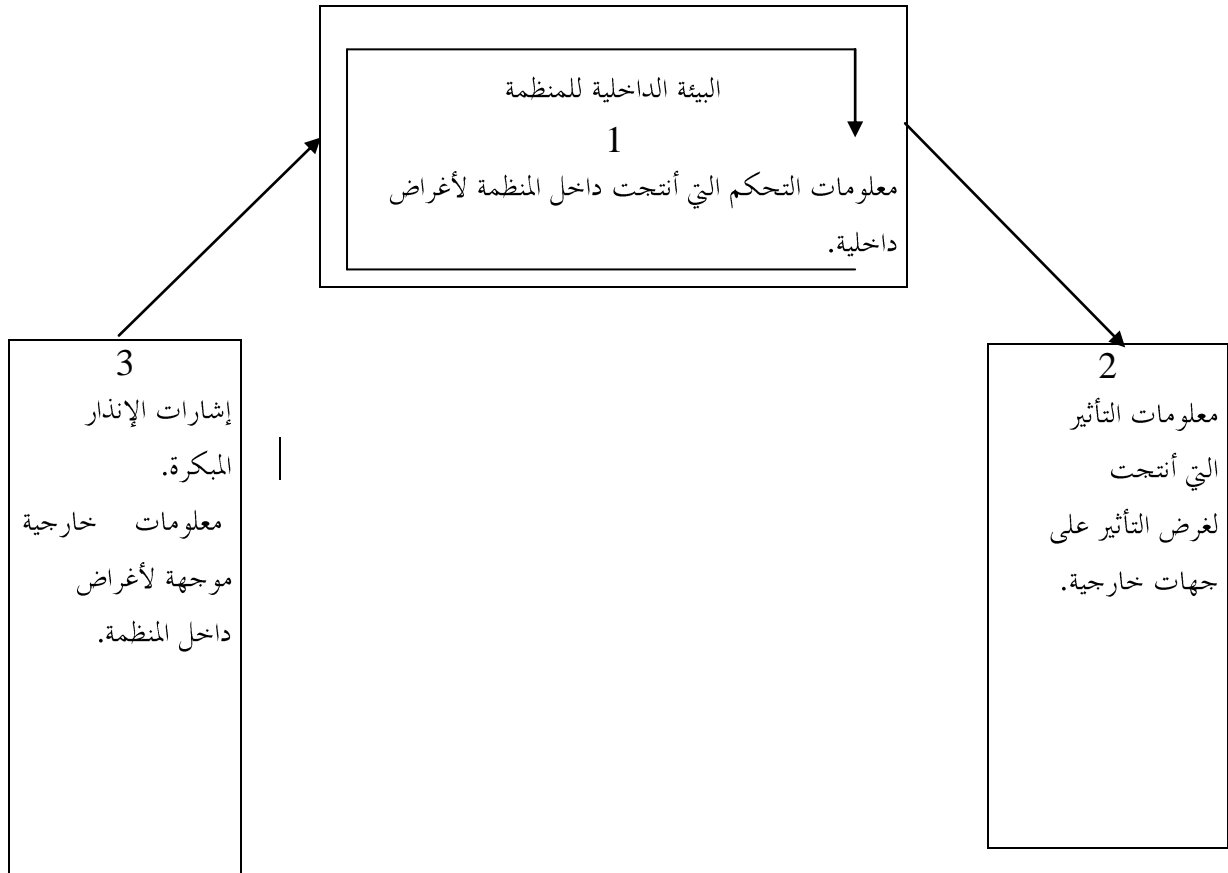 البيئة الداخلية للمنظمة
1
معلومات التحكم التي أنتجت داخل المنظمة لأغراض
داخلية.
2
معلومات التأثير
التي أنتجت
لغرض التأثير على
جهات خارجية.
3
إشارات الإنذار
المبكرة.
معلومات خارجية
موجهة لأغراض
داخل المنظمة.